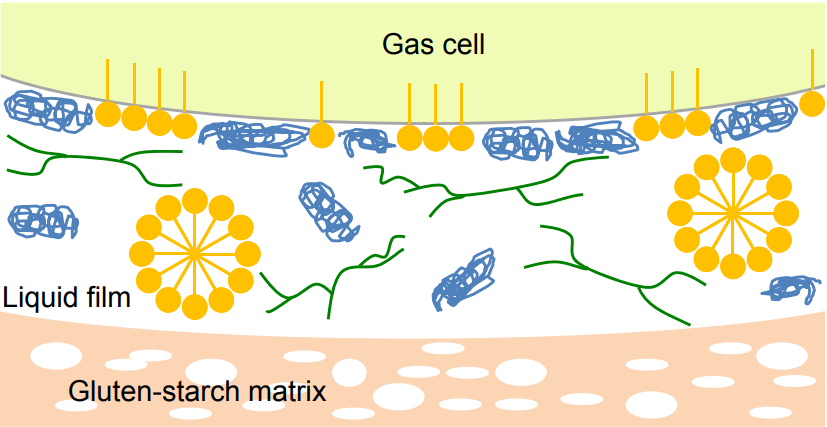 Gas cell
Liquid film
Gluten-starch matrix